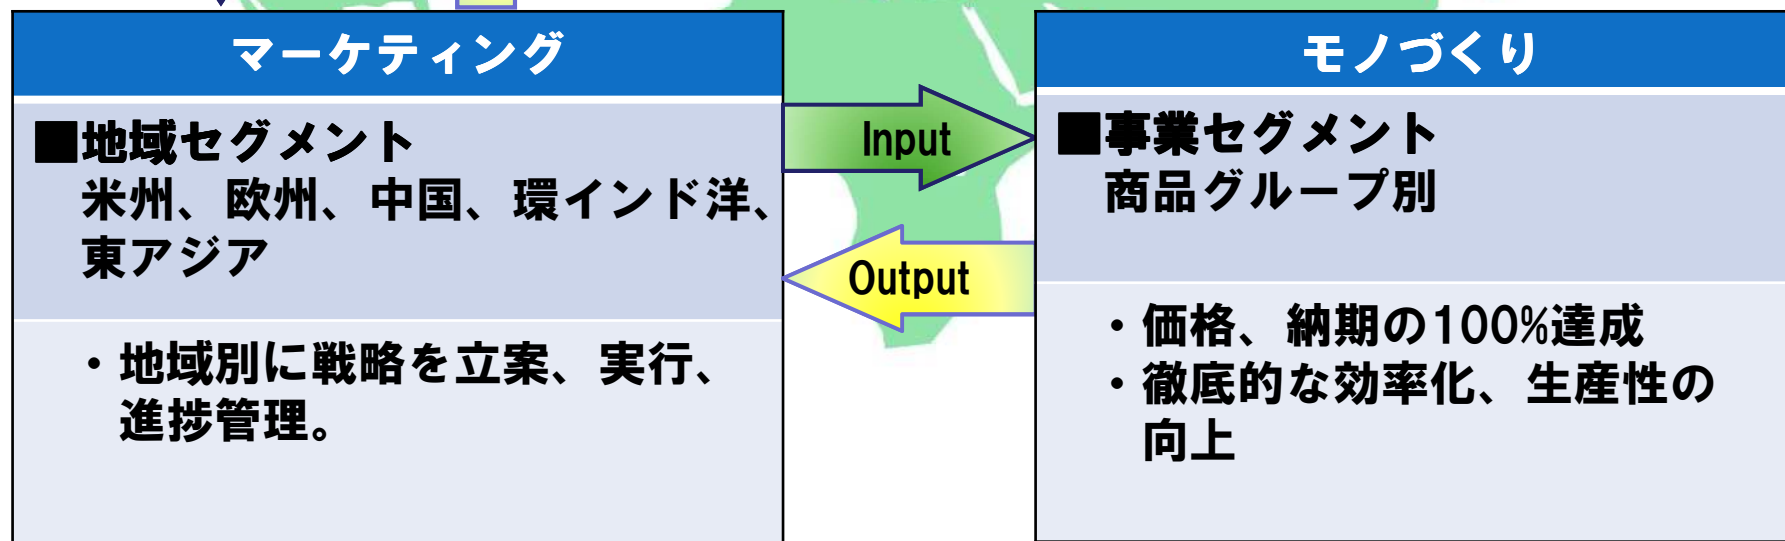 マーケティング
■地域セグメント
米州、欧州、中国、環インド洋、
東アジア
・地域別に戦略を立案、実行、
進捗管理。
Input
Output
モノづくり
■事業セグメント
商品グループ別
・価格、納期の100%達成
・徹底的な効率化、生産性の
向上